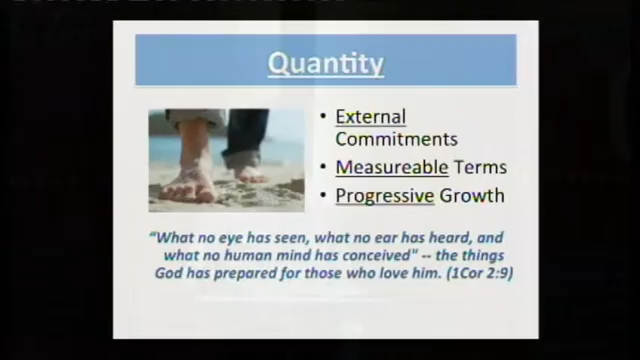 Quantity
• External
Commitments
• Measureable Terms
• Progressive Growth
“What no eye has seen, what no ear has heard, and
what no human mind has conceived" -- the things
God has prepared for those who love him. (1Cor 2:9)